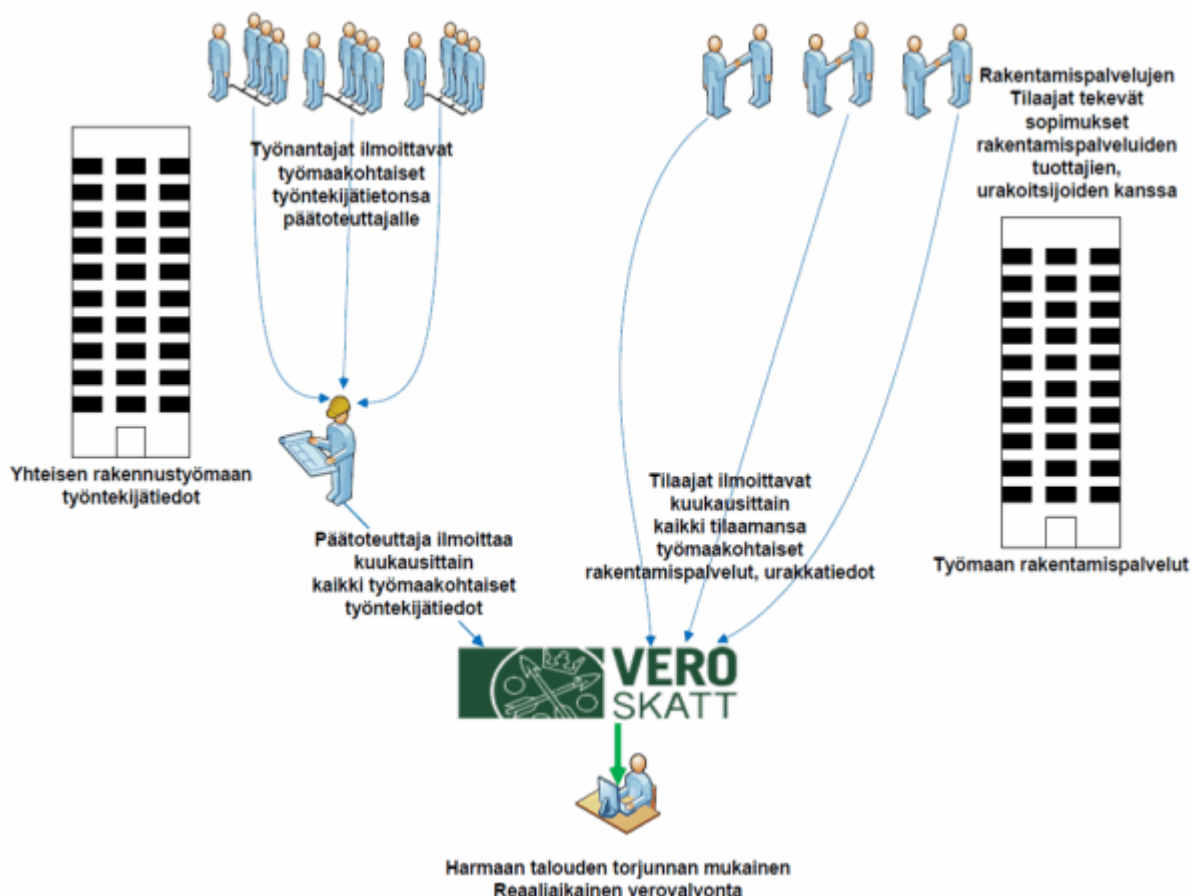 Työnantajat ilmoittavat
työmaakohtaiset
työntekijätietonsa
päätoteuttajalle
Rakentamispalvelujen
Tilaajat tekevät
sopimukset
rakentamispalveluiden
tuottajien,
urakoitsijoiden kanssa
Yhteisen rakennustyömaan
työntekijätiedot
Päätoteuttaja ilmoittaa
kuukausittain
kaikki työmaakohtaiset
työntekijätiedot
Tilaajat ilmoittavat
kuukausittain
kaikki tilaamansa
työmaakohtaiset
rakentamispalvelut, urakkatiedot
Työmaan rakentamispalvelut
VERO
SKATT
Harmaan talouden torjunnan mukainen
Reaaliaikainen verovalvonta